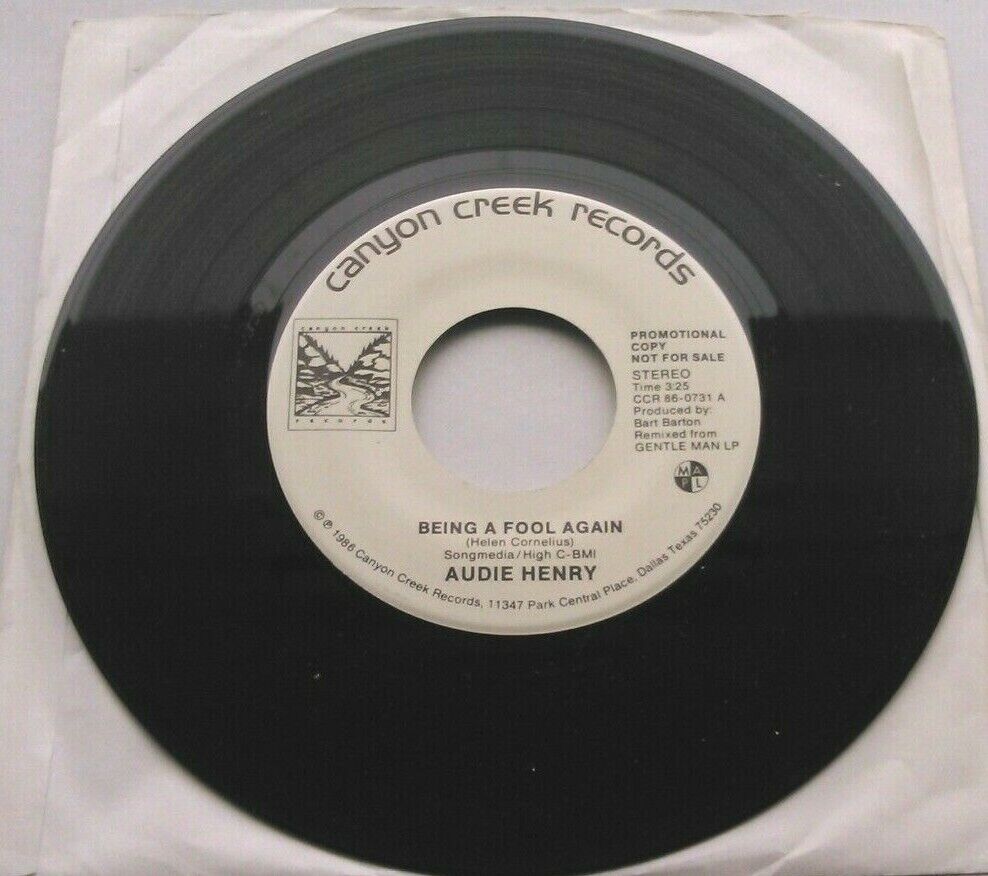 canyon creek records
canyon creek
records
PROMOTIONAL
COPY
NOT FOR SALE
STEREO
Time 3:25
CCR 86-0731 A
Produced by:
Bart Barton
Remixed from
GENTLE MAN LP
M A
P L
BEING A FOOL AGAIN
(Helen Cornelius)
Songmedia/High C-BMI
AUDIE HENRY
© ℗ 1986 Canyon Creek Records, 11347 Park Central Place, Dallas Texas 75230